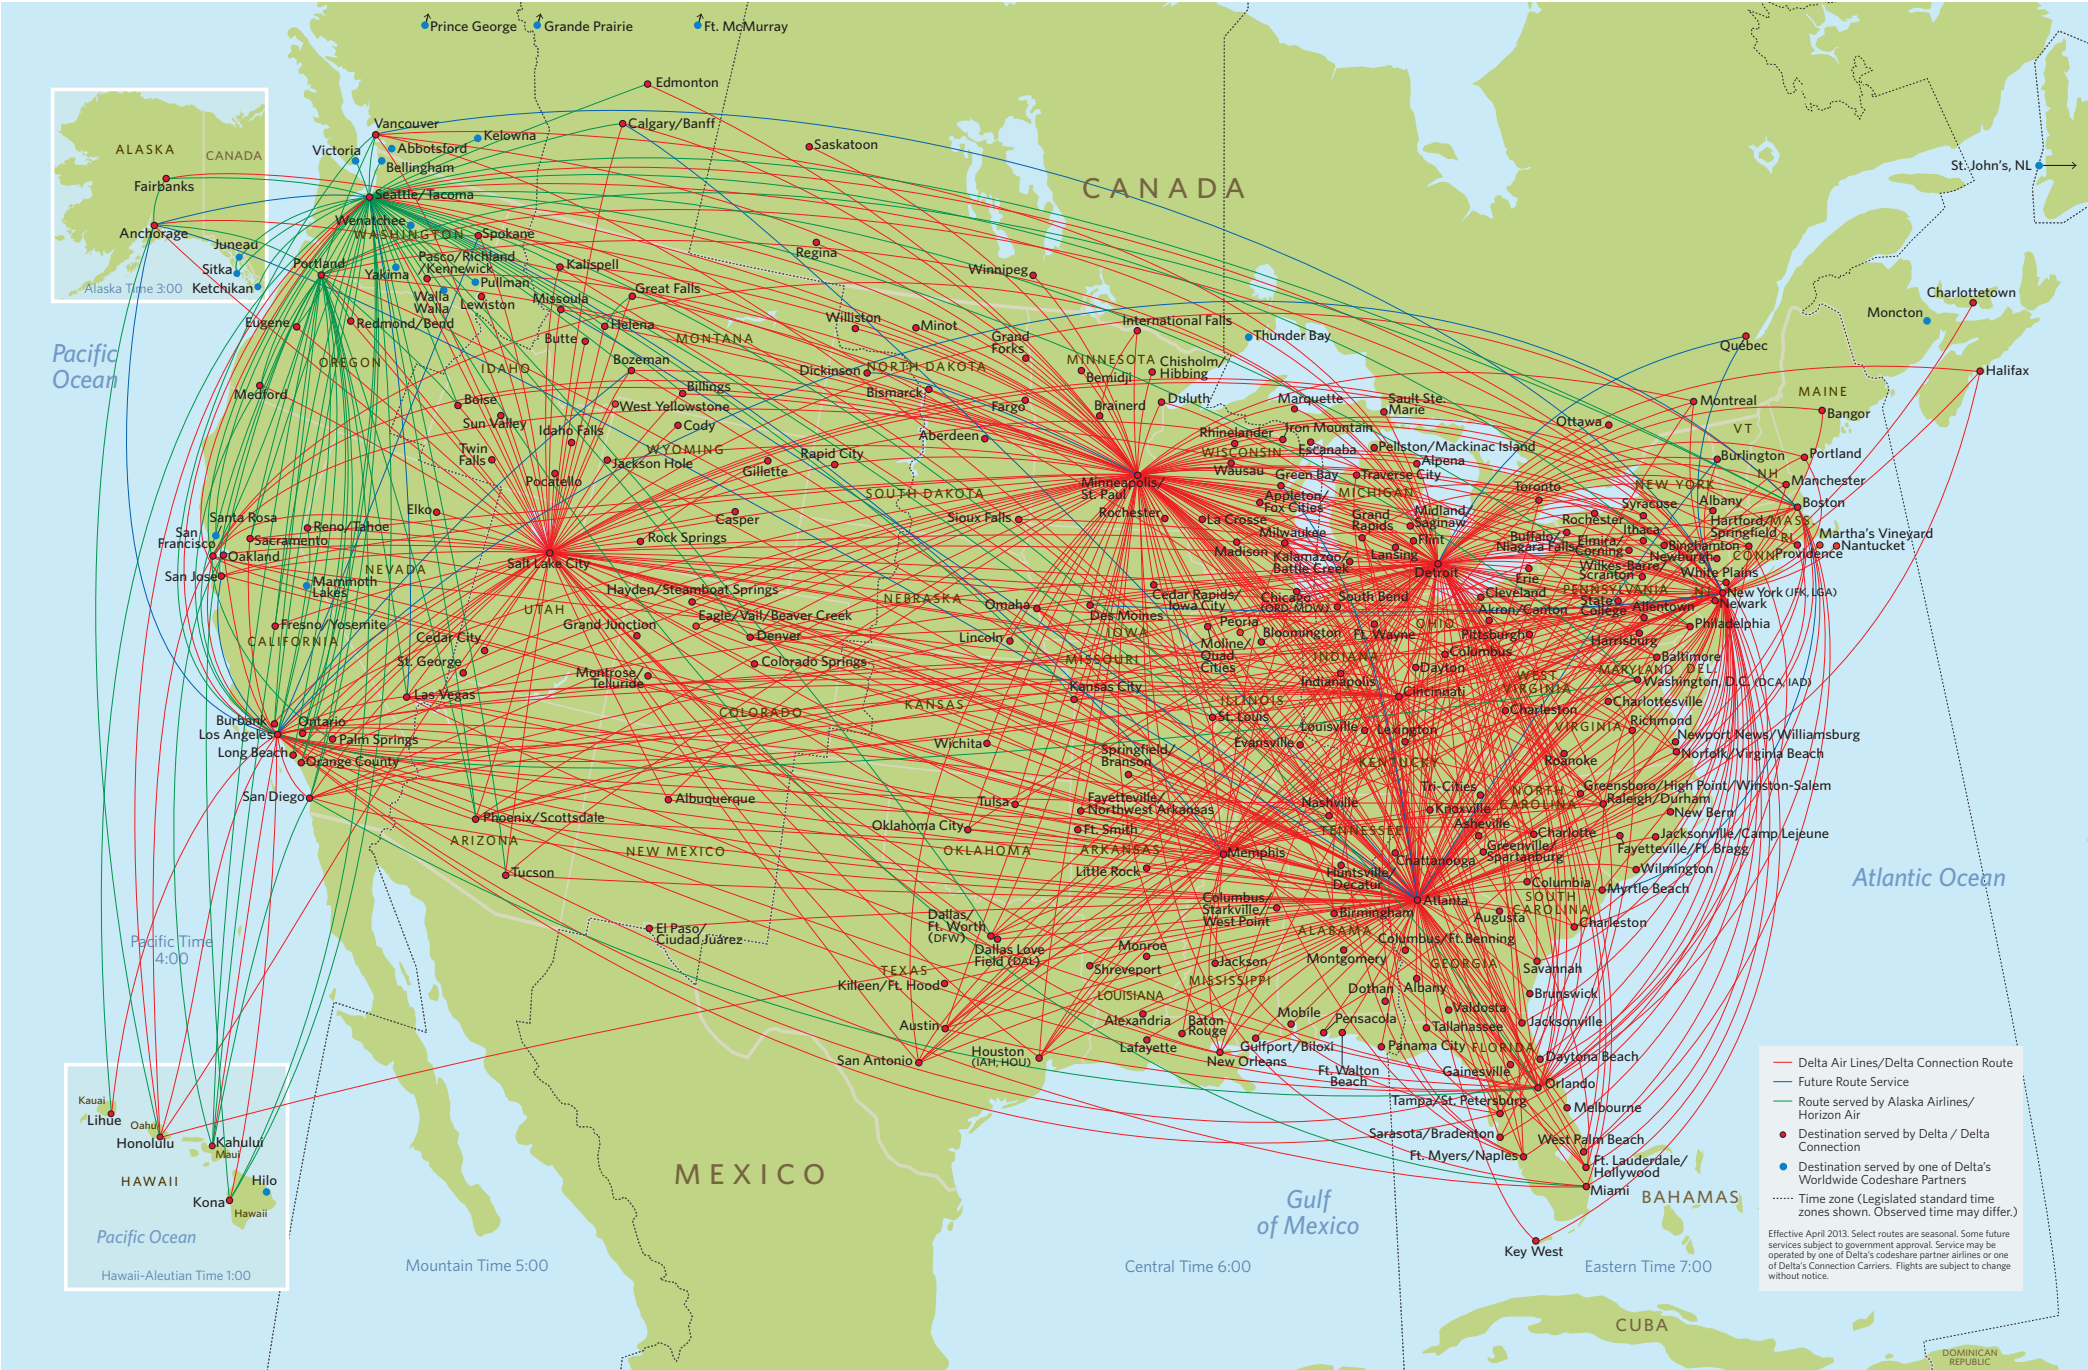 Prince George
Grande Prairie
Ft. McMurray
Edmonton
Vancouver
Calgary/Banff
Kelowna
Saskatoon
Victoria
Abbotsford
Bellingham
ALASKA
CANADA
Fairbanks
Anchorage
Juneau
Sitka
Ketchikan
Alaska Time 3:00
CANADA
St. John's, NL
Seattle/Tacoma
Wenatchee
WASHINGTON
Spokane
Portland
Yakima
Pasco/Richland
/Kennewick
Pullman
Walla
Walla
Lewiston
Kalispell
Missoula
Great Falls
Helena
Butte
MONTANA
Regina
Winnipeg
Williston
Minot
Grand
Forks
International Falls
Thunder Bay
Charlottetown
Moncton
Québec
Halifax
Eugene
Redmond/Bend
OREGON
IDAHO
Bozeman
Billings
Dickinson
NORTH DAKOTA
Bismarck
Fargo
MINNESOTA
Bemidji
Chisholm/
Hibbing
Brainerd
Duluth
Marquette
Sault Ste.
Marie
Montreal
MAINE
Bangor
Ottawa
VT
Pacific
Ocean
Medford
Boise
Sun Valley
Idaho Falls
West Yellowstone
Cody
WYOMING
Twin
Falls
Jackson Hole
Pocatello
Gillette
Rapid City
Aberdeen
SOUTH DAKOTA
Minneapolis/
St. Paul
Rhinelander
Iron Mountain
WISCONSIN
Escanaba
Pellston/Mackinac Island
Wausau
Alpena
Green Bay
Traverse City
MICHIGAN
Appleton/
Fox Cities
Burlington
Portland
NH
NEW YORK
Manchester
Toronto
Syracuse
Albany
Boston
Santa Rosa
San
Francisco
Reno/Tahoe
Sacramento
Oakland
San Jose
NEVADA
Mammoth
Lakes
Elko
Casper
Rock Springs
Salt Lake City
Sioux Falls
Rochester
La Crosse
Milwaukee
Madison
Grand
Rapids
Midland/
Saginaw
Flint
Lansing
Kalamazoo/
Battle Creek
Detroit
Rochester
Ithaca
Hartford/
Springfield
MASS
RI
Martha's Vineyard
Nantucket
Buffalo/
Niagara Falls
Elmira/
Corning
Binghamton
Newburgh
CONN
Providence
Wilkes-Barre/
Scranton
White Plains
Erie
PENNSYLVANIA
NJ
New York (JFK, LGA)
Newark
UTAH
Hayden/Steamboat Springs
Eagle/Vail/Beaver Creek
Grand Junction
Denver
NEBRASKA
Omaha
Lincoln
Des Moines
IOWA
Cedar Rapids/
Iowa City
Chicago
(ORD, MDW)
South Bend
Peoria
Moline/
Quad
Cities
Bloomington
Ft. Wayne
OHIO
Cleveland
Akron/Canton
Pittsburgh
State
College
Allentown
Philadelphia
Harrisburg
Fresno/Yosemite
CALIFORNIA
Cedar City
St. George
Montrose/
Telluride
Colorado Springs
MISSOURI
INDIANA
Indianapolis
Dayton
Columbus
WEST
VIRGINIA
Baltimore
MARYLAND
DEL
Washington, D.C. (DCA, IAD)
Las Vegas
COLORADO
KANSAS
Kansas City
ILLINOIS
St. Louis
Cincinnati
Charleston
Charlottesville
Louisville
Lexington
VIRGINIA
Richmond
Newport News/Williamsburg
Norfolk/Virginia Beach
Burbank
Ontario
Los Angeles
Palm Springs
Long Beach
Orange County
San Diego
Wichita
Springfield/
Branson
Evansville
KENTUCKY
Roanoke
Phoenix/Scottsdale
ARIZONA
Albuquerque
NEW MEXICO
Tucson
Tulsa
Oklahoma City
OKLAHOMA
Fayetteville/
Northwest Arkansas
Ft. Smith
ARKANSAS
Little Rock
Memphis
Nashville
TENNESSEE
Tri-Cities
Knoxville
Asheville
NORTH
CAROLINA
Greensboro/High Point/Winston-Salem
Raleigh/Durham
New Bern
Charlotte
Greenville/
Spartanburg
Jacksonville/Camp Lejeune
Fayetteville/Ft. Bragg
Chattanooga
Huntsville/
Decatur
Wilmington
Myrtle Beach
Columbia
SOUTH
CAROLINA
Atlantic Ocean
El Paso/
Ciudad Juárez
Dallas/
Ft. Worth
(DFW)
Dallas Love
Field (DAL)
Columbus/
Starkville/
West Point
Birmingham
ALABAMA
Atlanta
Augusta
Charleston
Pacific Time
4:00
TEXAS
Killeen/Ft. Hood
Monroe
Shreveport
Jackson
MISSISSIPPI
Montgomery
Columbus/Ft. Benning
GEORGIA
Savannah
LOUISIANA
Alexandria
Baton
Rouge
Lafayette
Dothan
Albany
Brunswick
Valdosta
Mobile
Pensacola
Tallahassee
Jacksonville
Austin
San Antonio
Houston
(IAH, HOU)
New Orleans
Gulfport/Biloxi
Ft. Walton
Beach
Panama City
FLORIDA
Gainesville
Daytona Beach
Orlando
Tampa/St. Petersburg
Melbourne
Sarasota/Bradenton
West Palm Beach
Ft. Myers/Naples
Ft. Lauderdale/
Hollywood
Miami
BAHAMAS
Key West
Kauai
Lihue
Oahu
Honolulu
Kahului
Maui
HAWAII
Hilo
Kona
Hawaii
Pacific Ocean
Hawaii-Aleutian Time 1:00
MEXICO
Gulf
of Mexico
Mountain Time 5:00
Central Time 6:00
Eastern Time 7:00
CUBA
DOMINICAN
REPUBLIC
Delta Air Lines/Delta Connection Route
Future Route Service
Route served by Alaska Airlines/
Horizon Air
Destination served by Delta / Delta
Connection
Destination served by one of Delta's
Worldwide Codeshare Partners
Time zone (Legislated standard time
zones shown. Observed time may differ.)
Effective April 2013. Select routes are seasonal. Some future
services subject to government approval. Service may be
operated by one of Delta's codeshare partner airlines or one
of Delta's Connection Carriers. Flights are subject to change
without notice.